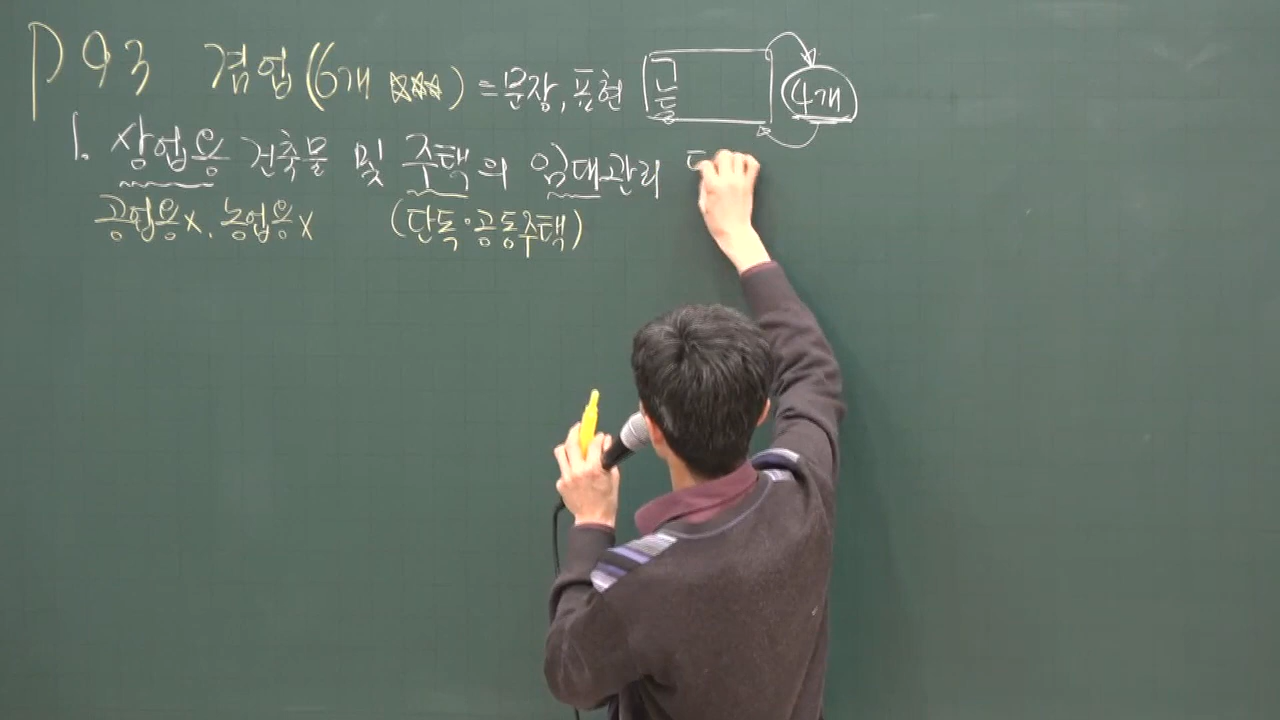 P 93 겸업(6개 ☆☆☆) = 문장, 표현 ㄱ ㄴ 4개
1. 상업용 건축물 및 주택의 임대관리
공업용×, 농업용× (단독·공동주택)